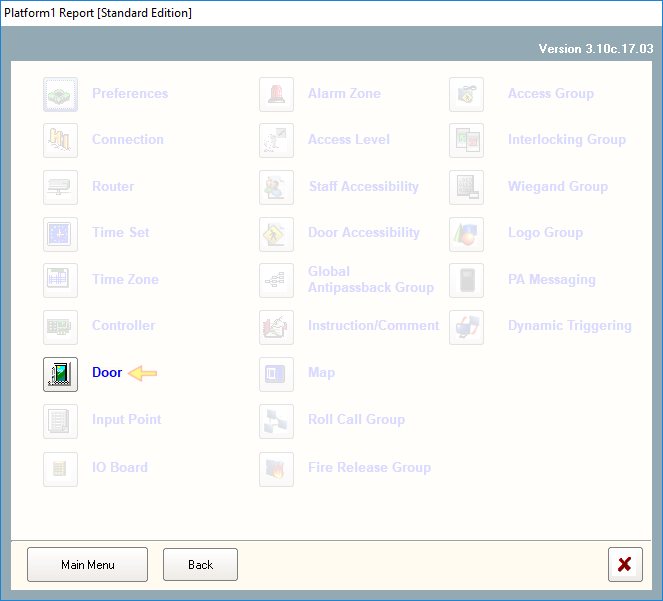 Platform1 Report [Standard Edition]
Version 3.10c.17.03
Preferences
Connection
Router
Time Set
Time Zone
Controller
Door
Input Point
IO Board
Alarm Zone
Access Level
Staff Accessibility
Door Accessibility
Global
Antipassback Group
Instruction/Comment
Map
Roll Call Group
Fire Release Group
Access Group
Interlocking Group
Wiegand Group
Logo Group
PA Messaging
Dynamic Triggering
Main Menu
Back